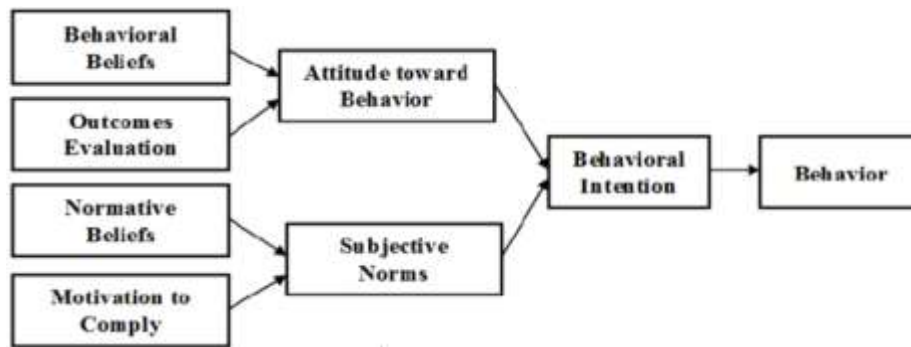 Behavioral
Beliefs
Outcomes
Evaluation
Normative
Beliefs
Motivation to
Comply
Attitude toward
Behavior
Subjective
Norms
Behavioral
Intention
Behavior